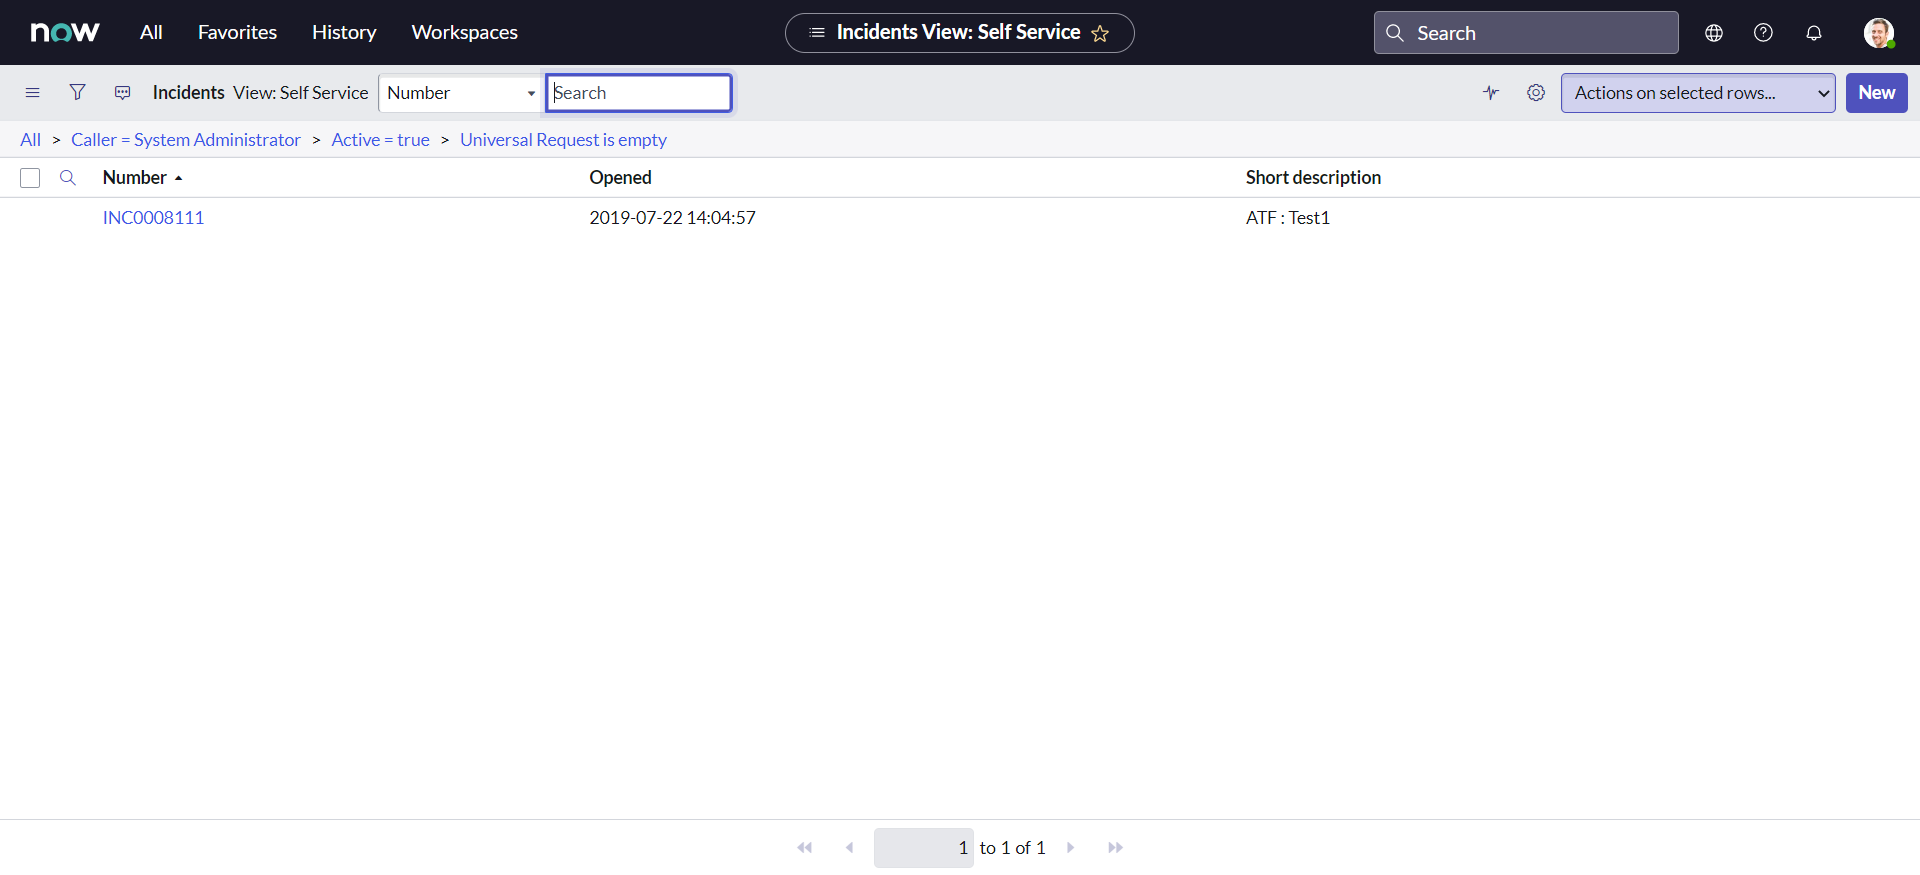 now All Favorites History Workspaces Incidents View: Self Service Search
Incidents View: Self Service Number Search Actions on selected rows... New
All > Caller = System Administrator > Active = true > Universal Request is empty
Number Opened Short description
INC0008111 2019-07-22 14:04:57 ATF : Test1
1 to 1 of 1